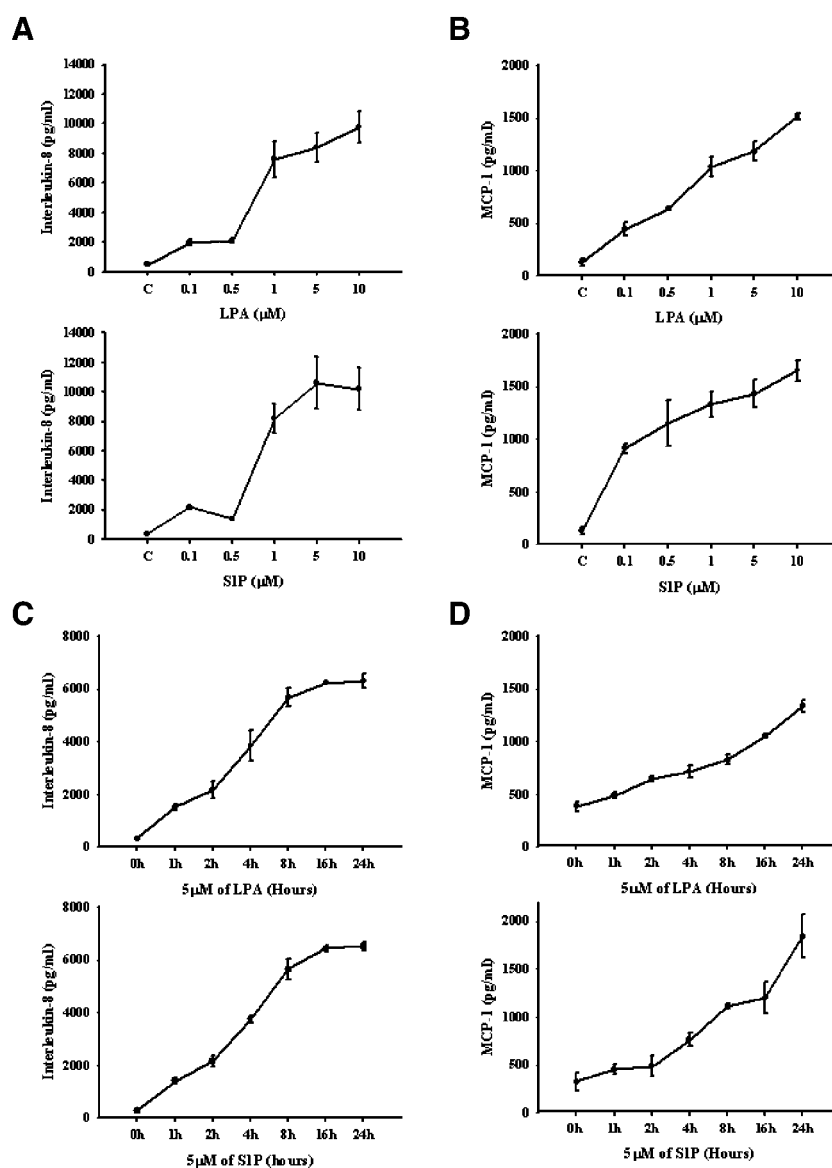 A
Interleukin-8 (pg/ml)
14000
12000
10000
8000
6000
4000
2000
0
C 0.1 0.5 1 5 10
LPA (μM)
Interleukin-8 (pg/ml)
14000
12000
10000
8000
6000
4000
2000
0
C 0.1 0.5 1 5 10
S1P (μM)
B
MCP-1 (pg/ml)
2000
1500
1000
500
0
C 0.1 0.5 1 5 10
LPA (μM)
MCP-1 (pg/ml)
2000
1500
1000
500
0
C 0.1 0.5 1 5 10
S1P (μM)
C
Interleukin-8 (pg/ml)
8000
6000
4000
2000
0
0h 1h 2h 4h 8h 16h 24h
5μM of LPA (Hours)
Interleukin-8 (pg/ml)
8000
6000
4000
2000
0
0h 1h 2h 4h 8h 16h 24h
5μM of S1P (hours)
D
MCP-1 (pg/ml)
2000
1500
1000
500
0
0h 1h 2h 4h 8h 16h 24h
5μM of LPA (Hours)
MCP-1 (pg/ml)
2000
1500
1000
500
0
0h 1h 2h 4h 8h 16h 24h
5μM of S1P (Hours)